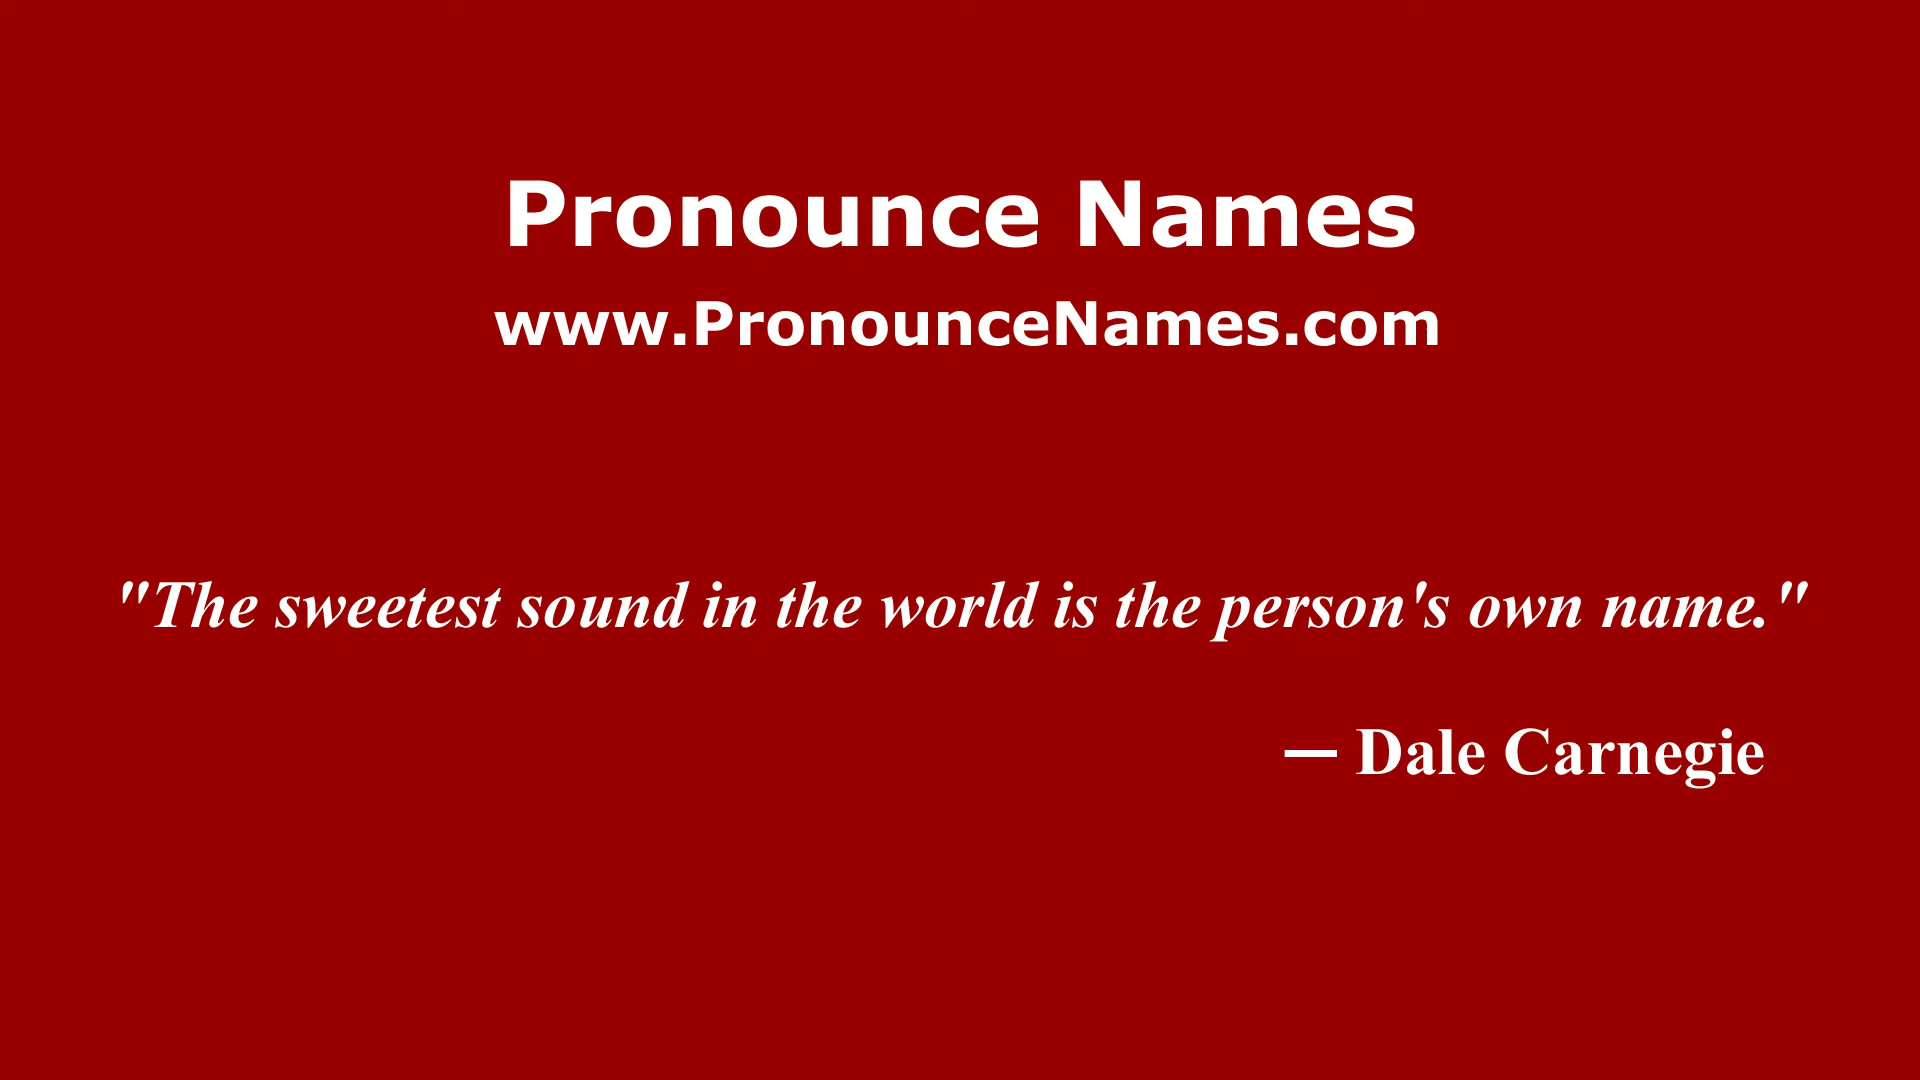 Pronounce Names
www.PronounceNames.com
"The sweetest sound in the world is the person's own name."
— Dale Carnegie